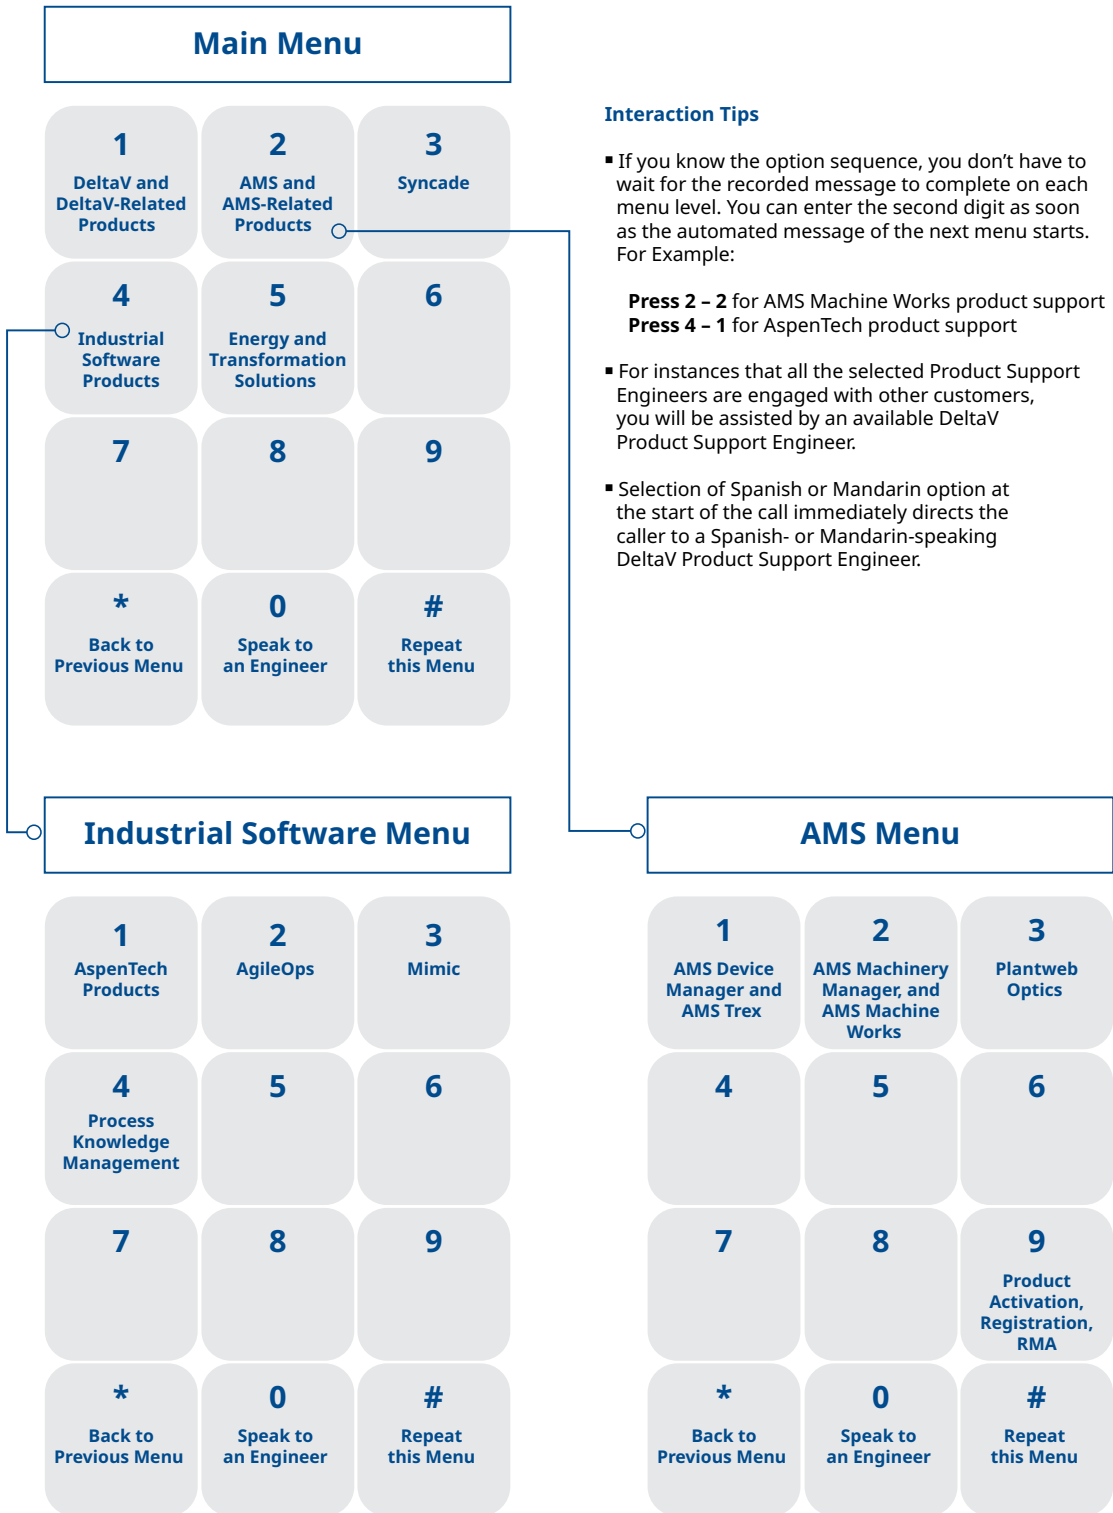 Main Menu
1
DeltaV and
DeltaV-Related
Products
2
AMS and
AMS-Related
Products
3
Syncade
4
Industrial
Software
Products
5
Energy and
Transformation
Solutions
6
7
8
9
*
Back to
Previous Menu
0
Speak to
an Engineer
#
Repeat
this Menu
Interaction Tips
▪ If you know the option sequence, you don’t have to
wait for the recorded message to complete on each
menu level. You can enter the second digit as soon
as the automated message of the next menu starts.
For Example:
Press 2 – 2 for AMS Machine Works product support
Press 4 – 1 for AspenTech product support
▪ For instances that all the selected Product Support
Engineers are engaged with other customers,
you will be assisted by an available DeltaV
Product Support Engineer.
▪ Selection of Spanish or Mandarin option at
the start of the call immediately directs the
caller to a Spanish- or Mandarin-speaking
DeltaV Product Support Engineer.
Industrial Software Menu
1
AspenTech
Products
2
AgileOps
3
Mimic
4
Process
Knowledge
Management
5
6
7
8
9
*
Back to
Previous Menu
0
Speak to
an Engineer
#
Repeat
this Menu
AMS Menu
1
AMS Device
Manager and
AMS Trex
2
AMS Machinery
Manager, and
AMS Machine
Works
3
Plantweb
Optics
4
5
6
7
8
9
Product
Activation,
Registration,
RMA
*
Back to
Previous Menu
0
Speak to
an Engineer
#
Repeat
this Menu